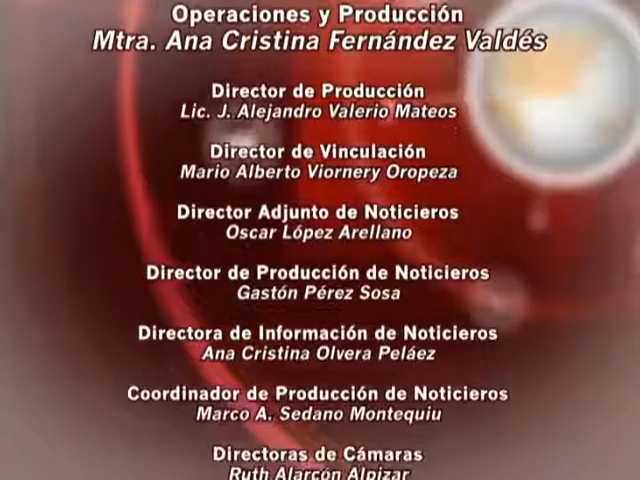 Operaciones y Producción
Mtra. Ana Cristina Fernández Valdés
Director de Producción
Lic. J. Alejandro Valerio Mateos
Director de Vinculación
Mario Alberto Viornery Oropeza
Director Adjunto de Noticieros
Oscar López Arellano
Director de Producción de Noticieros
Gastón Pérez Sosa
Directora de Información de Noticieros
Ana Cristina Olvera Peláez
Coordinador de Producción de Noticieros
Marco A. Sedano Montequiu
Directoras de Cámaras
Ruth Alarcón Alpizar